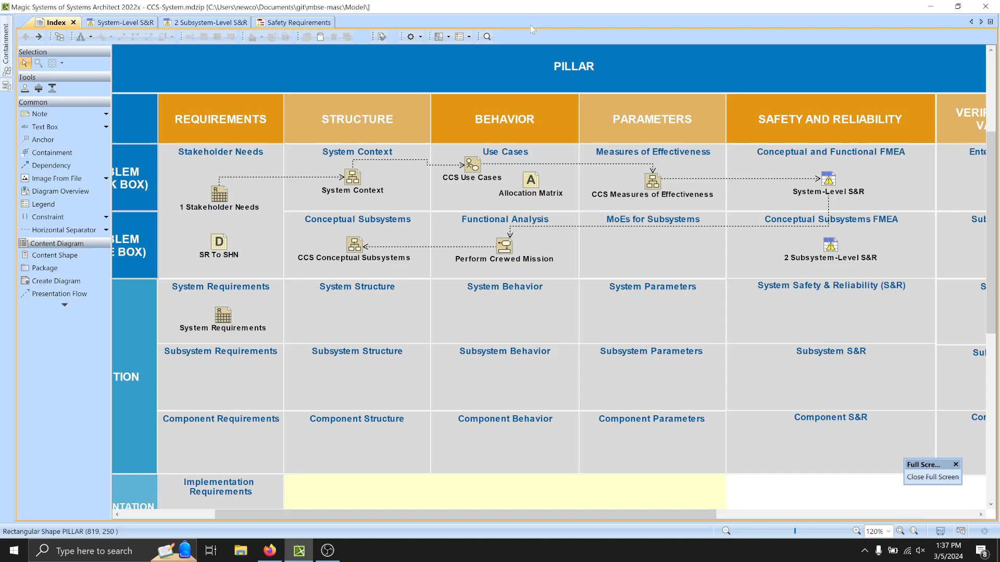 Magic Systems of Systems Architect 2022x - CCS-System.mdzip [C:\Users\newco\Documents\git\mbse-masc\Model\]
Containment
Index
System-Level S&R
2 Subsystem-Level S&R
Safety Requirements
Selection
Tools
Common
Note
abc Text Box
Anchor
Containment
Dependency
Image From File
Diagram Overview
Legend
Constraint
Horizontal Separator
Content Diagram
Content Shape
Package
Create Diagram
Presentation Flow
PILLAR
REQUIREMENTS
STRUCTURE
BEHAVIOR
PARAMETERS
SAFETY AND RELIABILITY
VERIF
VA
BLEM
K BOX)
Stakeholder Needs
R
1 Stakeholder Needs
System Context
System Context
Use Cases
CCS Use Cases
A
Allocation Matrix
Measures of Effectiveness
CCS Measures of Effectiveness
Conceptual and Functional FMEA
System-Level S&R
Ente
BLEM
E BOX)
D
SR To SHN
Conceptual Subsystems
CCS Conceptual Subsystems
Functional Analysis
Perform Crewed Mission
MoEs for Subsystems
Conceptual Subsystems FMEA
2 Subsystem-Level S&R
Sub
TION
System Requirements
R
System Requirements
System Structure
System Behavior
System Parameters
System Safety & Reliability (S&R)
S
Subsystem Requirements
Subsystem Structure
Subsystem Behavior
Subsystem Parameters
Subsystem S&R
Sul
Component Requirements
Component Structure
Component Behavior
Component Parameters
Component S&R
Cor
NTATION
Implementation
Requirements
Full Scre...
Close Full Screen
Rectangular Shape PILLAR (819, 250 )
120%
Type here to search
1:37 PM
3/5/2024
8